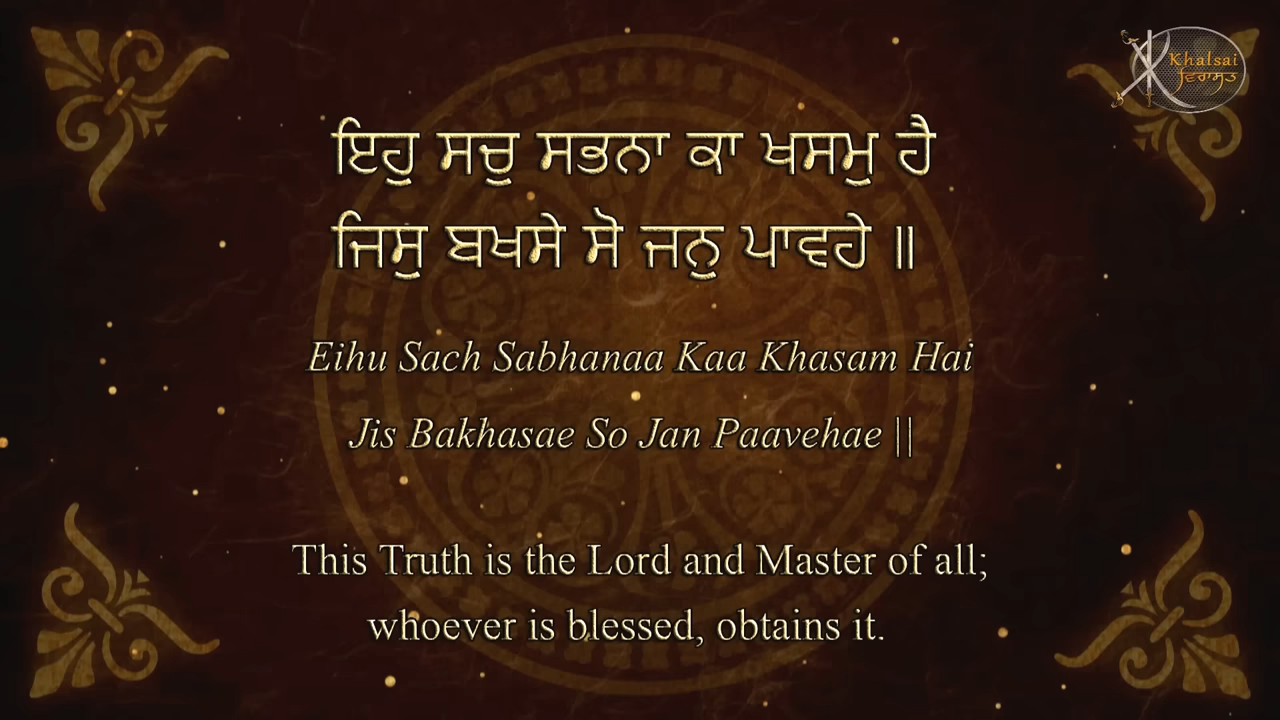 Khalsai
ਵਿਰਾਸਤ
ਇਹੁ ਸਚੁ ਸਭਨਾ ਕਾ ਖਸਮੁ ਹੈ
ਜਿਸੁ ਬਖਸੇ ਸੋ ਜਨੁ ਪਾਵਹੇ ॥
Eihu Sach Sabhanaa Kaa Khasam Hai
Jis Bakhasae So Jan Paavehae ||
This Truth is the Lord and Master of all;
whoever is blessed, obtains it.